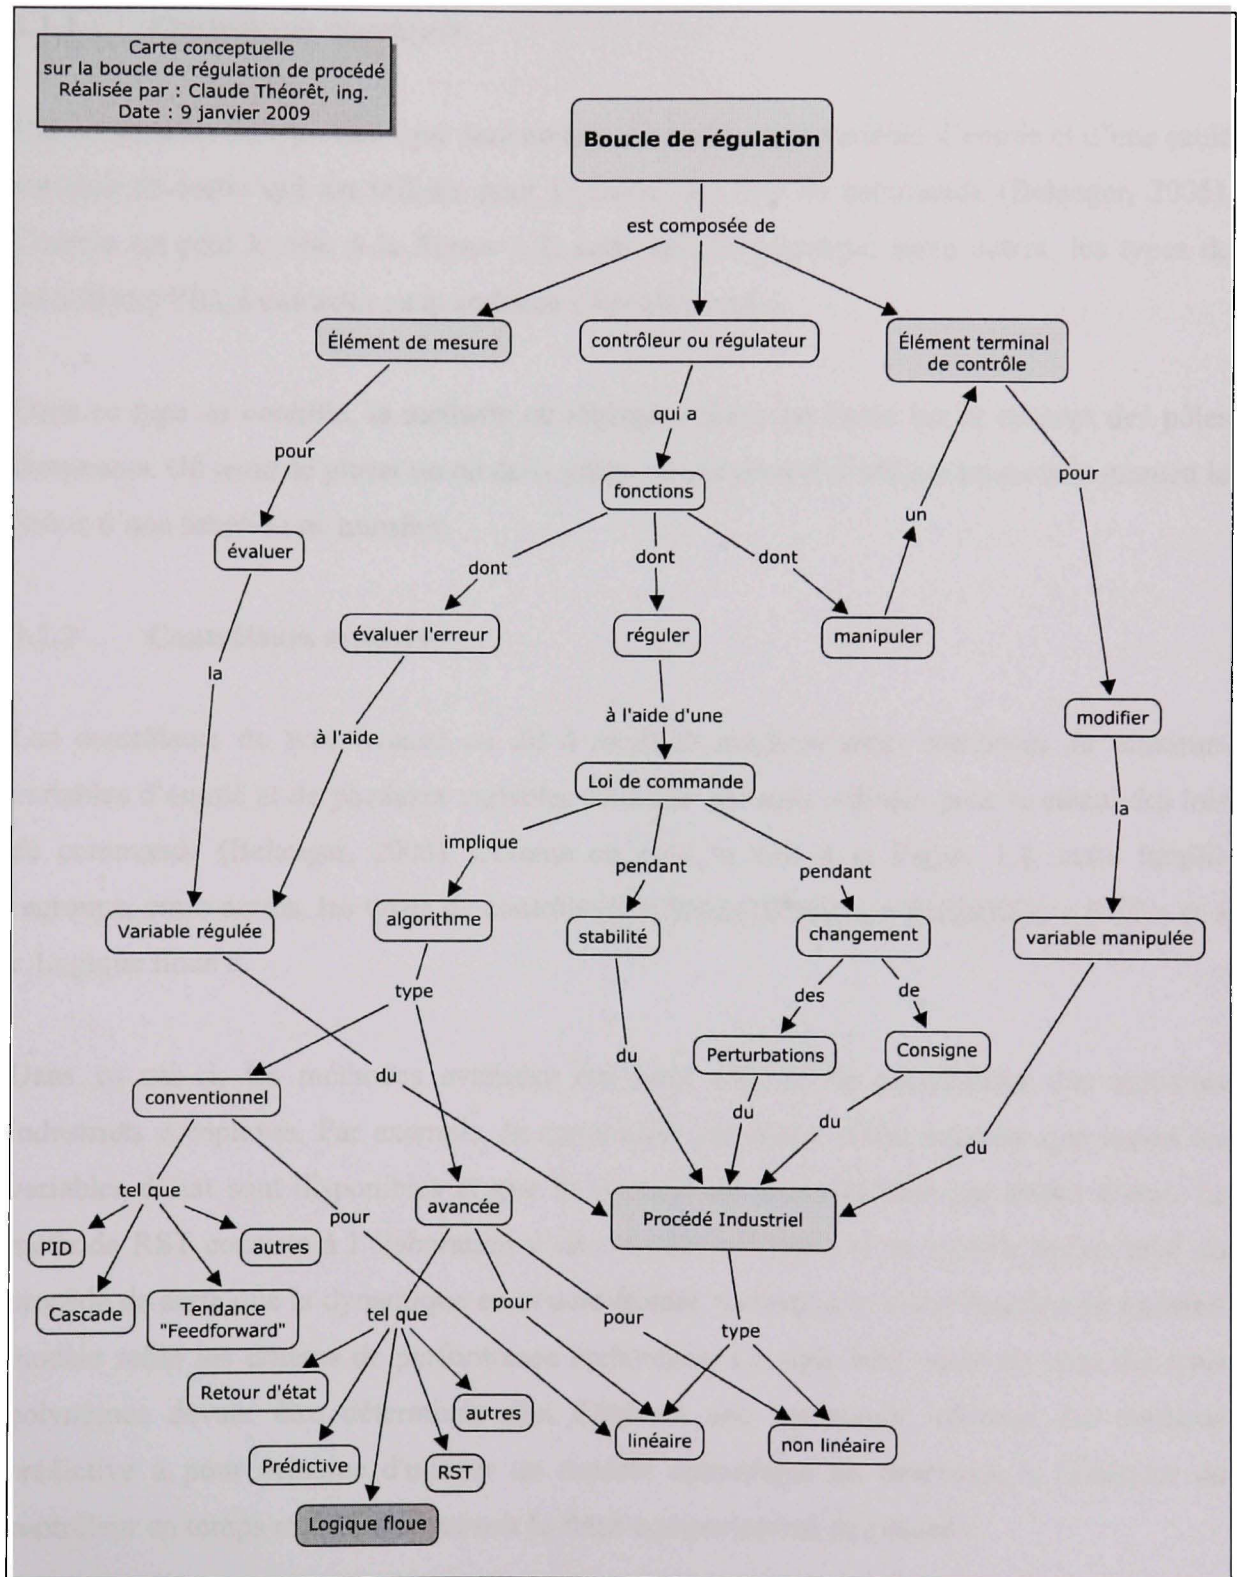 Carte conceptuelle
sur la boucle de régulation de procédé
Réalisée par : Claude Théorêt, ing.
Date : 9 janvier 2009
Boucle de régulation
est composée de
Élément de mesure
contrôleur ou régulateur
Élément terminal
de contrôle
qui a
pour
pour
fonctions
un
évaluer
dont
dont
dont
évaluer l'erreur
réguler
manipuler
la
à l'aide
à l'aide d'une
modifier
Loi de commande
la
implique
pendant
pendant
Variable régulée
algorithme
stabilité
changement
variable manipulée
type
des
de
du
du
Perturbations
Consigne
conventionnel
du
du
du
tel que
pour
avancée
Procédé Industriel
PID
autres
Cascade
Tendance
"Feedforward"
tel que
pour
pour
type
Retour d'état
autres
linéaire
non linéaire
Prédictive
RST
Logique floue